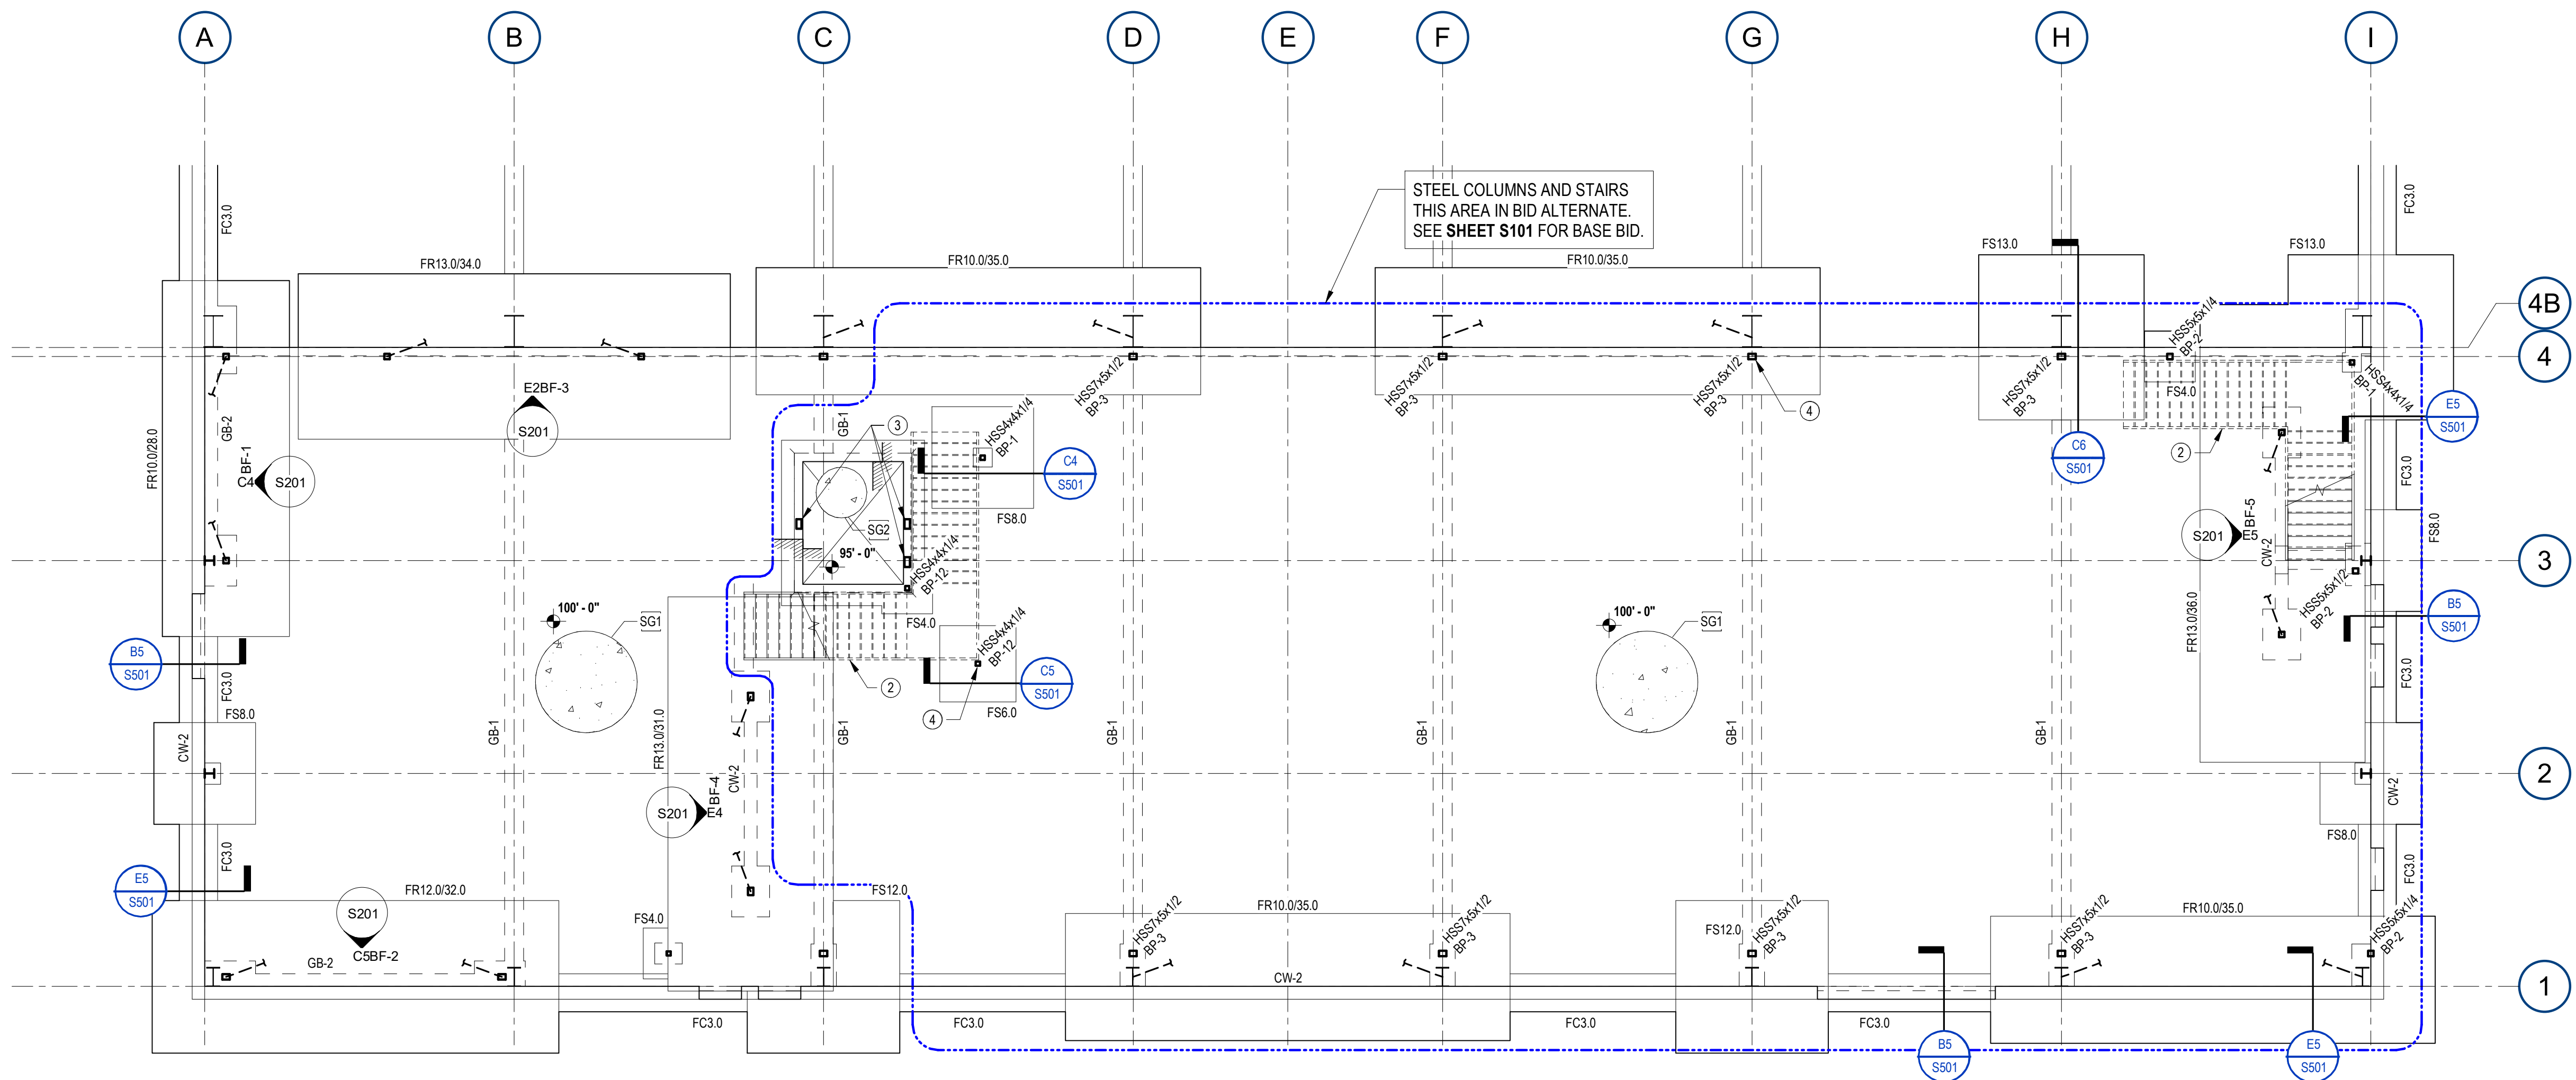 A
B
C
D
E
F
G
H
I
STEEL COLUMNS AND STAIRS
THIS AREA IN BID ALTERNATE.
SEE SHEET S101 FOR BASE BID.
FC3.0
FC3.0
FS13.0
FS13.0
FR13.0/34.0
FR10.0/35.0
FR10.0/35.0
4B
4
HSS5x5x1/4
BP-2
HSS7x5x1/2
BP-3
HSS7x5x1/2
BP-3
HSS7x5x1/2
BP-3
HSS7x5x1/2
BP-3
HSS4x4x1/4
BP-1
FS4.0
4
E2
BF-3
S201
GB-2
GB-1
3
HSS4x4x1/4
BP-1
E5
S501
C6
S501
2
FR10.0/28.0
BF-1
C4
S201
C4
S501
FC3.0
SG2
FS8.0
BF-5
S201
E5
CW-2
FS8.0
95' - 0"
HSS4x4x1/4
BP-12
3
HSS5x5x1/2
BP-2
100' - 0"
SG1
FS4.0
HSS4x4x1/4
BP-12
100' - 0"
SG1
FR13.0/36.0
B5
S501
B5
S501
FC3.0
FC3.0
2
C5
S501
FS8.0
4
FS6.0
CW-2
GB-1
FR13.0/31.0
GB-1
GB-1
GB-1
GB-1
GB-1
2
CW-2
BF-4
S201
E4
CW-2
FS8.0
FC3.0
FC3.0
E5
S501
FR12.0/32.0
FS12.0
S201
C5
BF-2
GB-2
FS4.0
HSS7x5x1/2
BP-3
FR10.0/35.0
HSS7x5x1/2
BP-3
FS12.0
HSS7x5x1/2
BP-3
HSS7x5x1/2
BP-3
FR10.0/35.0
HSS5x5x1/4
BP-2
CW-2
1
FC3.0
FC3.0
FC3.0
FC3.0
B5
S501
E5
S501